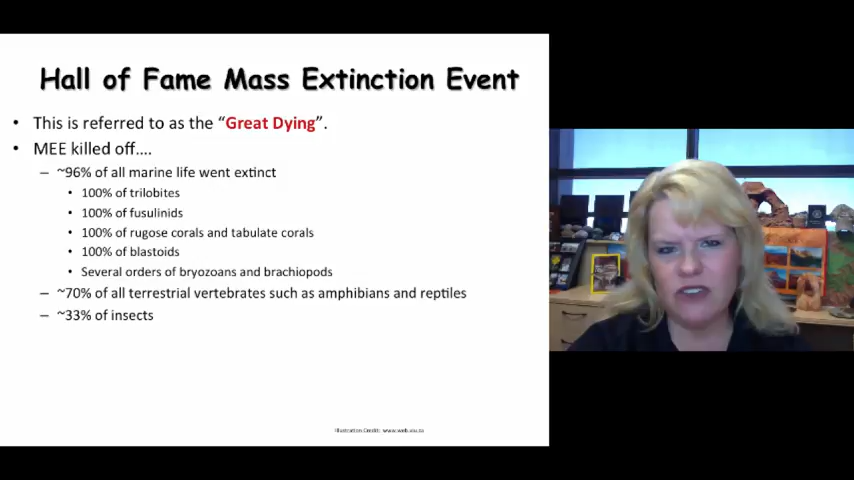 Hall of Fame Mass Extinction Event
• This is referred to as the “Great Dying”.
• MEE killed off....
– ~96% of all marine life went extinct
• 100% of trilobites
• 100% of fusulinids
• 100% of rugose corals and tabulate corals
• 100% of blastoids
• Several orders of bryozoans and brachiopods
– ~70% of all terrestrial vertebrates such as amphibians and reptiles
– ~33% of insects
Illustration Credits: